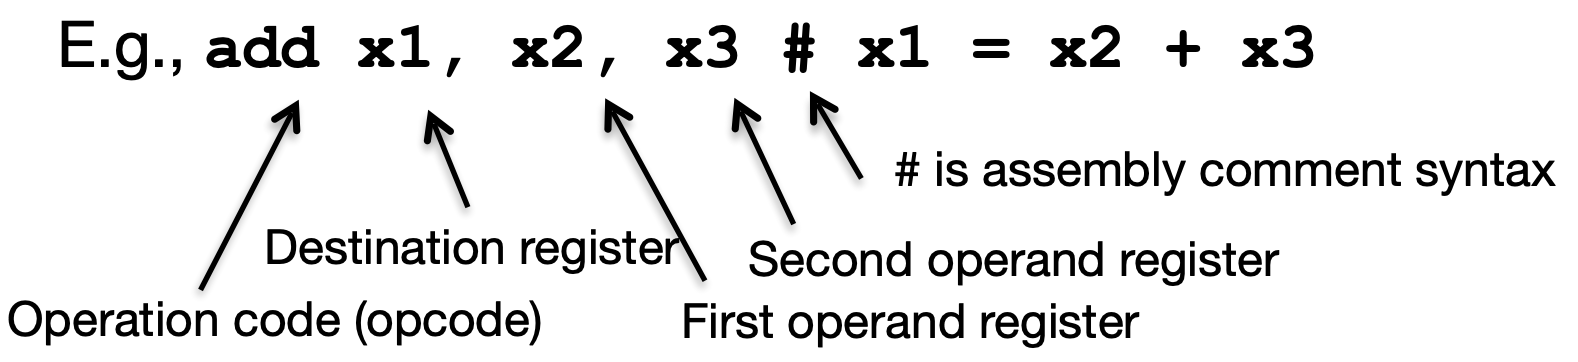 E.g., add x1, x2, x3 # x1 = x2 + x3
# is assembly comment syntax
Destination register
Second operand register
Operation code (opcode)
First operand register